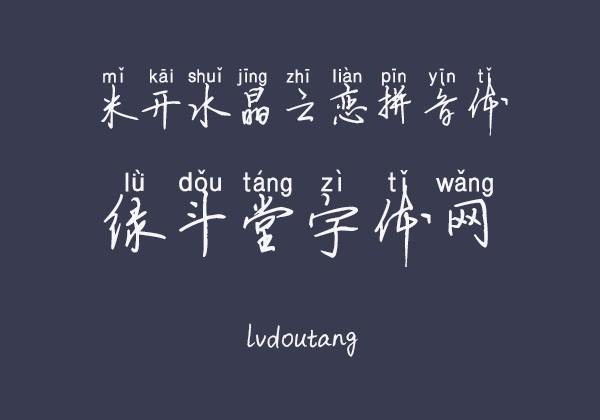 mǐ kāi shuǐ jīng zhī liàn pīn yīn tǐ
米开水晶之恋拼音体
lǜ dǒu táng zì tǐ wǎng
绿斗堂字体网
lvdoutang